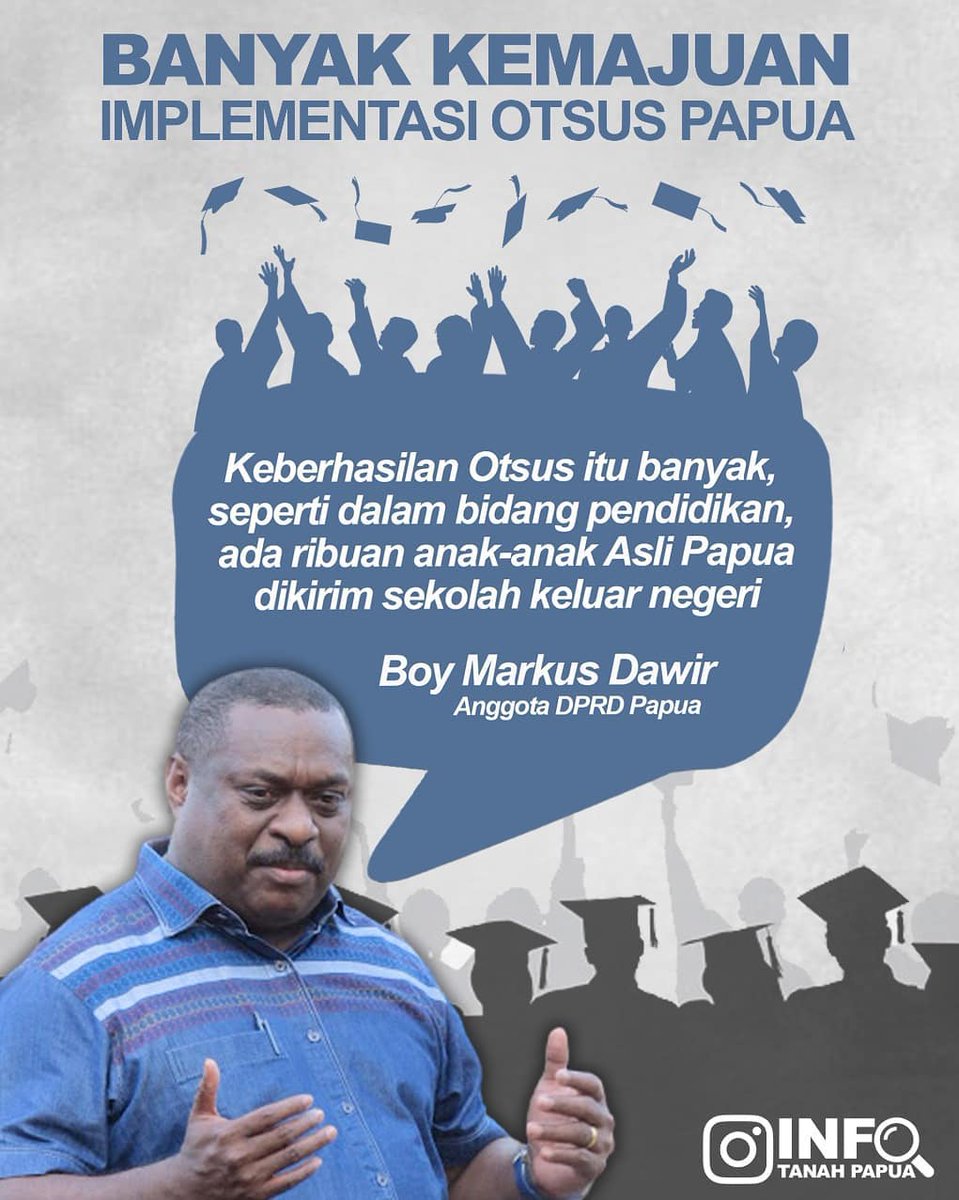 BANYAK KEMAJUAN
IMPLEMENTASI OTSUS PAPUA
Keberhasilan Otsus itu banyak,
seperti dalam bidang pendidikan,
ada ribuan anak-anak Asli Papua
dikirim sekolah keluar negeri
Boy Markus Dawir
Anggota DPRD Papua
INFO
TANAH PAPUA